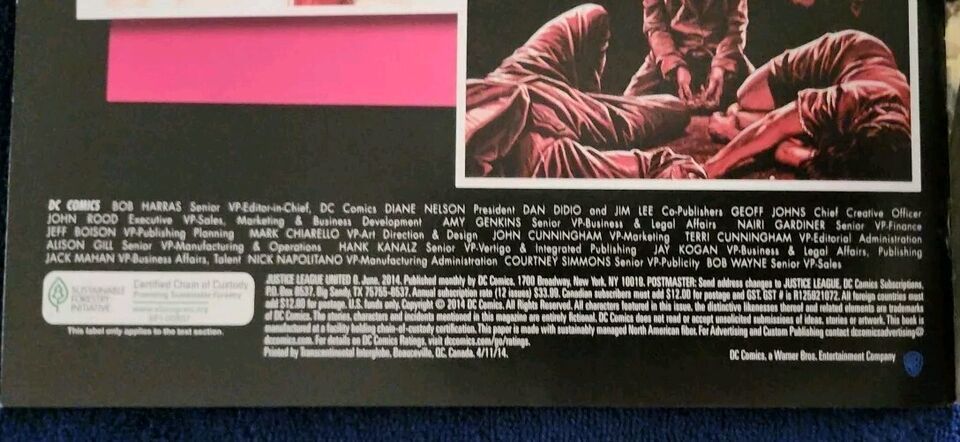 DC COMICS BOB HARRAS Senior VP-Editor-in-Chief, DC Comics DIANE NELSON President DAN DIDIO and JIM LEE Co-Publishers GEOFF JOHNS Chief Creative Officer
JOHN ROOD Executive VP-Sales, Marketing & Business Development AMY GENKINS Senior VP-Business & Legal Affairs NAIRI GARDINER Senior VP-Finance
JEFF BOISON VP-Publishing Planning MARK CHIARELLO VP-Art Direction & Design JOHN CUNNINGHAM VP-Marketing TERRI CUNNINGHAM VP-Editorial Administration
ALISON GILL Senior VP-Manufacturing & Operations HANK KANALZ Senior VP-Vertigo & Integrated Publishing JAY KOGAN VP-Business & Legal Affairs, Publishing
JACK MAHAN VP-Business Affairs, Talent NICK NAPOLITANO VP-Manufacturing Administration COURTNEY SIMMONS Senior VP-Publicity BOB WAYNE Senior VP-Sales
SUSTAINABLE
FORESTRY
INITIATIVE
Certified Chain of Custody
Promoting Sustainable Forestry
www.sfiprogram.org
This label only applies to the text section.
JUSTICE LEAGUE UNITED 0, June, 2014. Published monthly by DC Comics, 1700 Broadway, New York, NY 10019. POSTMASTER: Send address changes to JUSTICE LEAGUE, DC Comics Subscriptions,
PO Box 8537, Big Sandy, TX 75755-8537. Annual subscription rate (12 issues) $33.00. Canadian subscribers must add $12.00 for postage and GST. GST # is R125921072. All foreign countries must
add $12.00 for postage. U.S. funds only. Copyright © 2014 DC Comics. All Rights Reserved. All characters featured in this issue, the distinctive likenesses thereof and related elements are trademarks
of DC Comics. The stories, characters and incidents mentioned in this magazine are entirely fictional. DC Comics does not read or accept unsolicited submissions of ideas, stories or artwork. This book is
manufactured at a facility holding chain-of-custody certification. This paper is made with sustainably managed North American fiber. For Advertising and Custom Publishing contact dccomicsadvertising@
dccomics.com. For details on DC Comics Ratings, visit dccomics.com/go/ratings.
Printed by Transcontinental Interglobe, Beauceville, QC, Canada. 4/11/14.
DC Comics, a Warner Bros. Entertainment Company